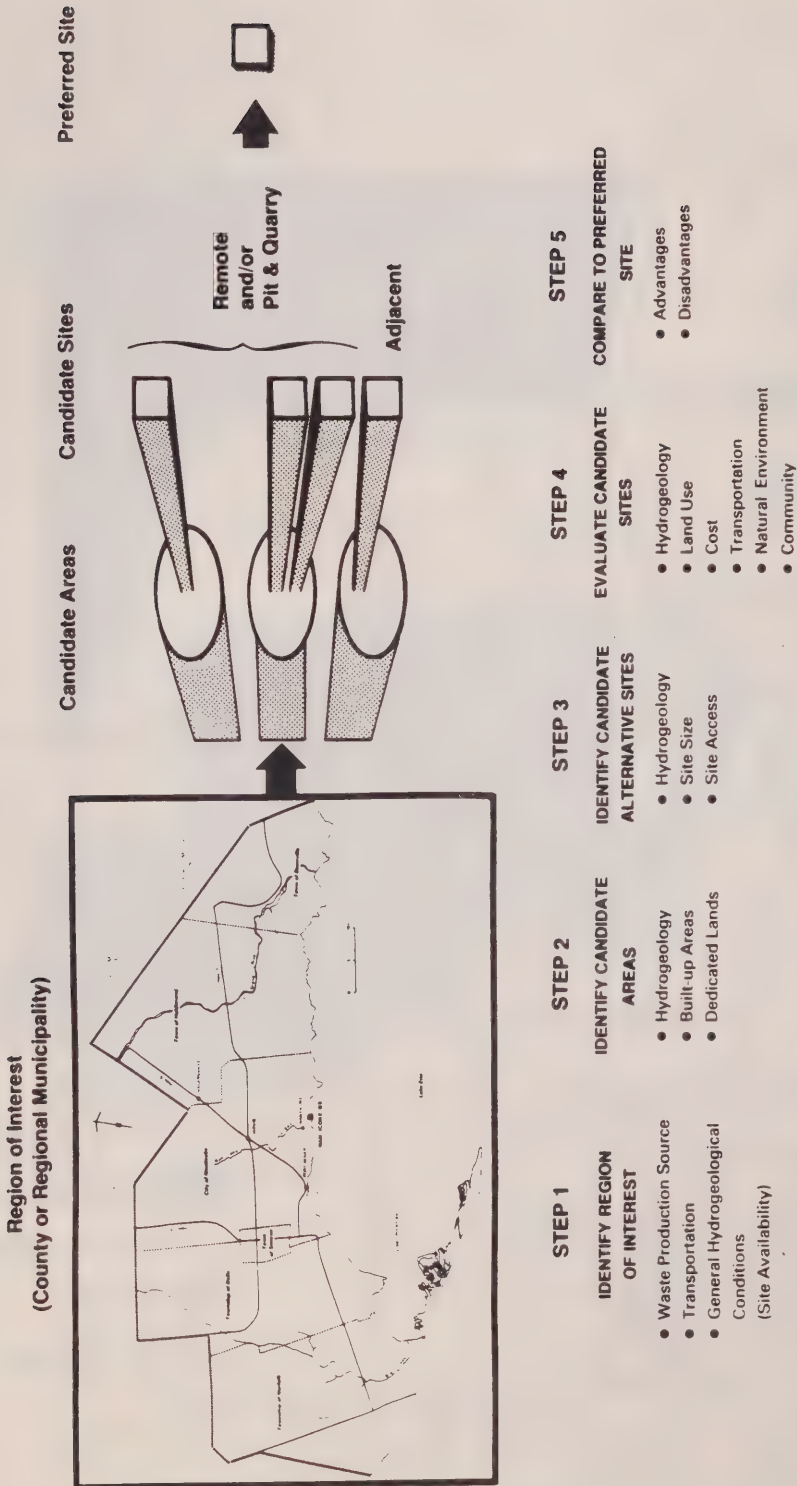 Region of Interest
(County or Regional Municipality)
Candidate Areas
Candidate Sites
Preferred Site
Remote
and/or
Pit & Quarry
Adjacent
STEP 1
IDENTIFY REGION
OF INTEREST
• Waste Production Source
• Transportation
• General Hydrogeological
Conditions
(Site Availability)
STEP 2
IDENTIFY CANDIDATE
AREAS
• Hydrogeology
• Built-up Areas
• Dedicated Lands
STEP 3
IDENTIFY CANDIDATE
ALTERNATIVE SITES
• Hydrogeology
• Site Size
• Site Access
STEP 4
EVALUATE CANDIDATE
SITES
• Hydrogeology
• Land Use
• Cost
• Transportation
• Natural Environment
• Community
STEP 5
COMPARE TO PREFERRED
SITE
• Advantages
• Disadvantages